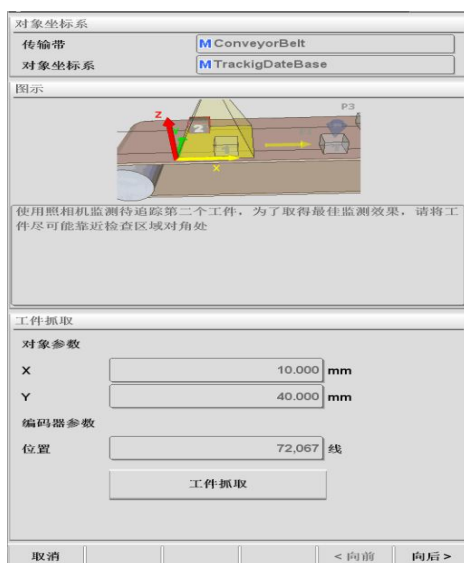 对象坐标系
传输带
M ConveyorBelt
对象坐标系
M TrackigDateBase
图示
P3
Z
2
X
使用照相机监测待追踪第二个工件，为了取得最佳监测效果，请将工
件尽可能靠近检查区域对角处
工件抓取
对象参数
X 10.000 mm
Y 40.000 mm
编码器参数
位置 72,067 线
工件抓取
取消 <向前 向后>